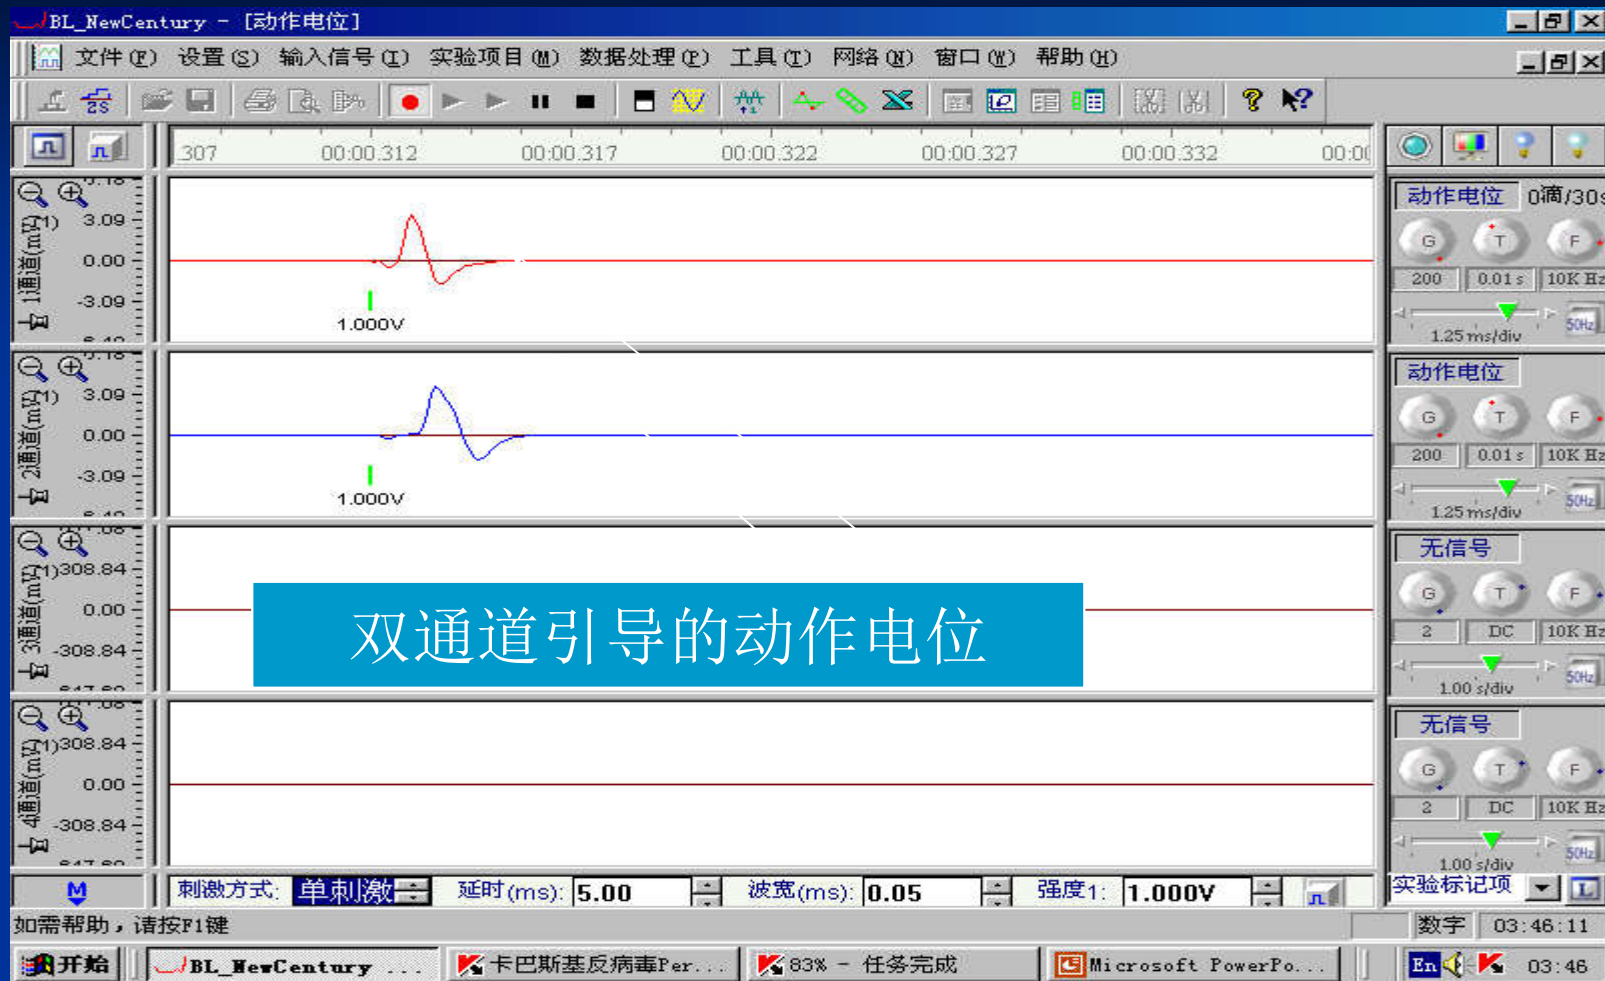 BL_NewCentury - [动作电位]
文件(F) 设置(S) 输入信号(I) 实验项目(M) 数据处理(P) 工具(T) 网络(N) 窗口(W) 帮助(H)
2S
.307 00:00.312 00:00.317 00:00.322 00:00.327 00:00.332 00:00
1通道(mV)
3.09
0.00
-3.09
1.000V
动作电位 0滴/30s
G T F
200 0.01 s 10K Hz
1.25 ms/div 50Hz
2通道(mV)
3.09
0.00
-3.09
1.000V
动作电位
G T F
200 0.01 s 10K Hz
1.25 ms/div 50Hz
3通道(mV)
308.84
0.00
-308.84
无信号
G T F
2 DC 10K Hz
1.00 s/div 50Hz
双通道引导的动作电位
4通道(mV)
308.84
0.00
-308.84
无信号
G T F
2 DC 10K Hz
1.00 s/div 50Hz
M 刺激方式: 单刺激 延时(ms): 5.00 波宽(ms): 0.05 强度1: 1.000V 实验标记项
如需帮助，请按F1键 数字 03:46:11
开始 BL_NewCentury ... 卡巴斯基反病毒Per... 83% - 任务完成 Microsoft PowerPo... En 03:46